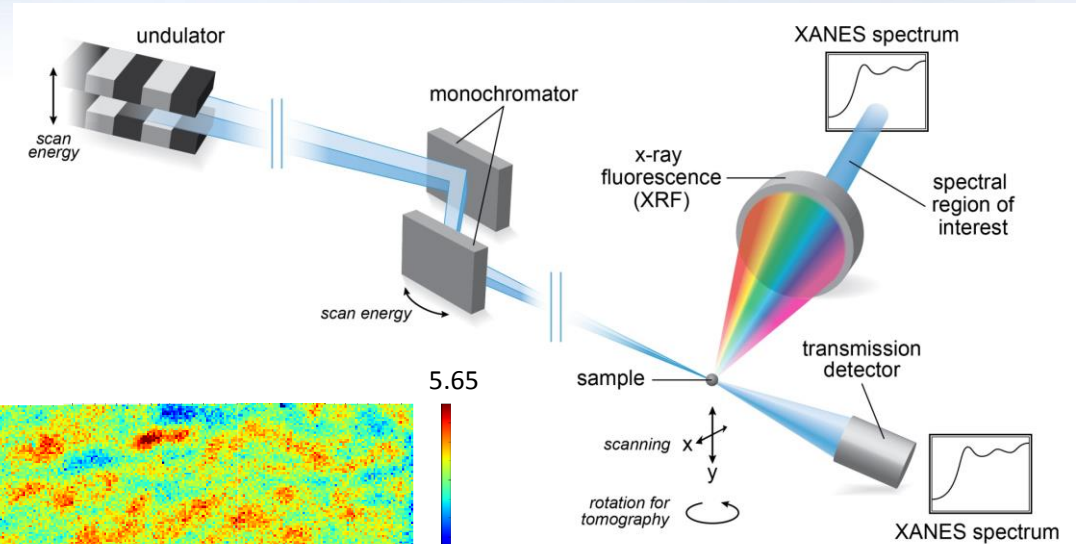 undulator
scan
energy
monochromator
scan energy
XANES spectrum
x-ray
fluorescence
(XRF)
spectral
region of
interest
sample
transmission
detector
scanning
x
y
rotation for
tomography
XANES spectrum
5.65